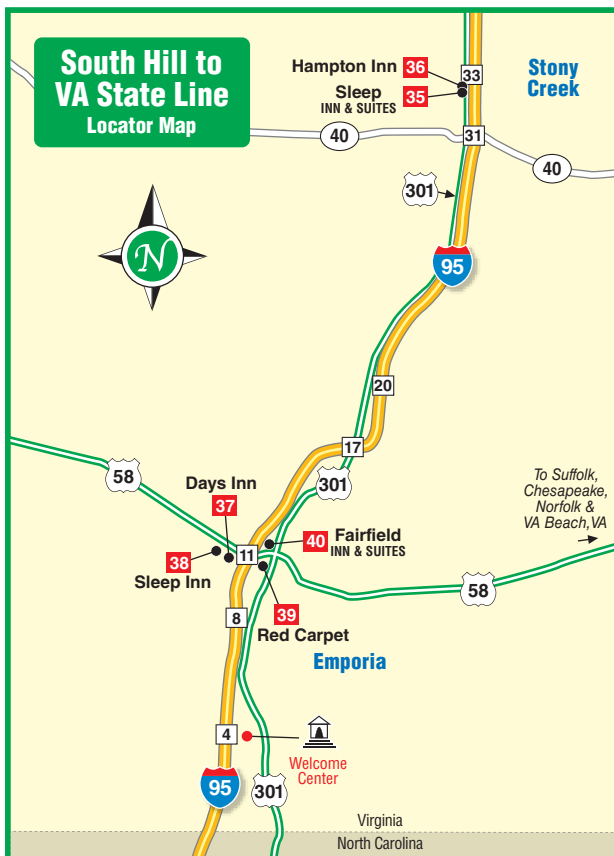 South Hill to
VA State Line
Locator Map
Hampton Inn 36
Sleep 35
INN & SUITES
33
Stony
Creek
31
40
40
301
N
95
20
17
301
58
Days Inn
37
To Suffolk,
Chesapeake,
Norfolk &
VA Beach,VA
40 Fairfield
INN & SUITES
11
38
Sleep Inn
58
39
Red Carpet
8
Emporia
4
Welcome
Center
95
301
Virginia
North Carolina